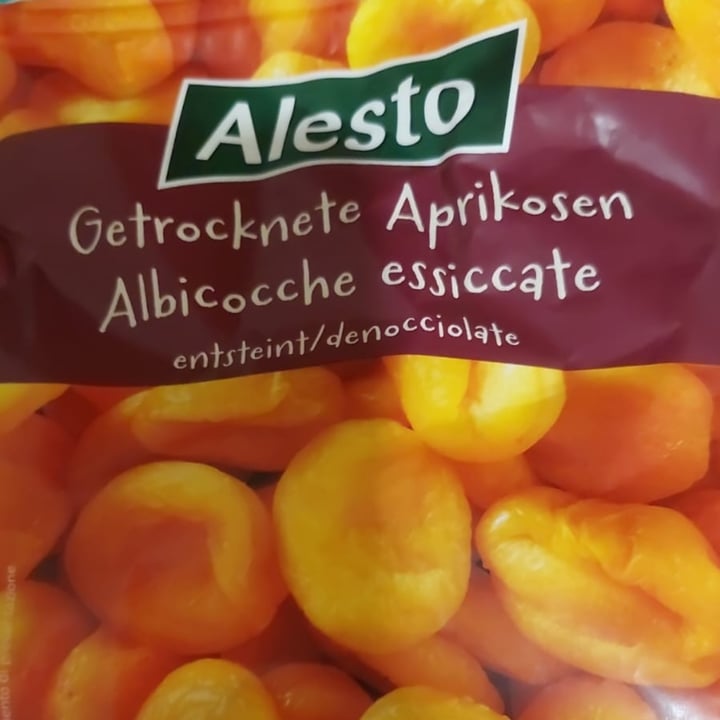 Alesto
Getrocknete Aprikosen
Albicocche essiccate
entsteint/denocciolate